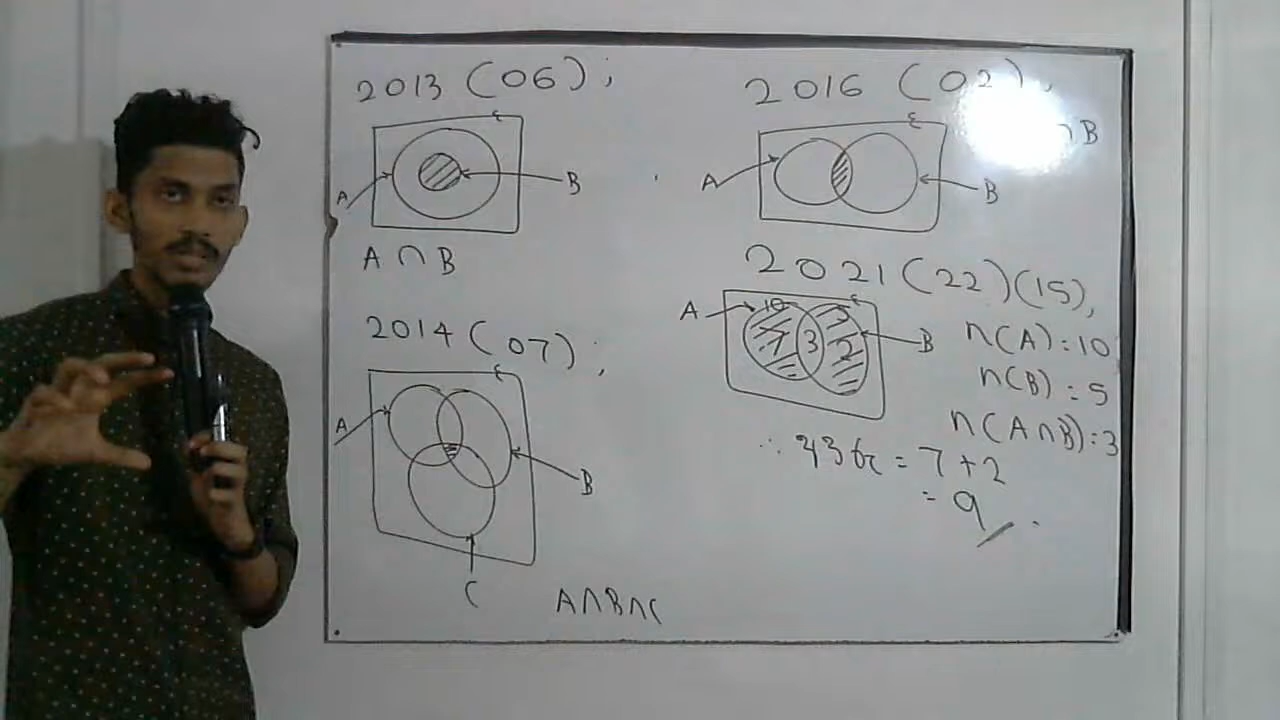 2013 (06);
ε
A
B
A ∩ B
2014 (07);
ε
A
B
C
A∩B∩C
2016 (02),
ε
∩ B
A
B
2021 (22)(15),
ε
A
10
7
3
2
B
n(A) = 10
n(B) = 5
n(A∩B) = 3
= 7 + 2
= 9